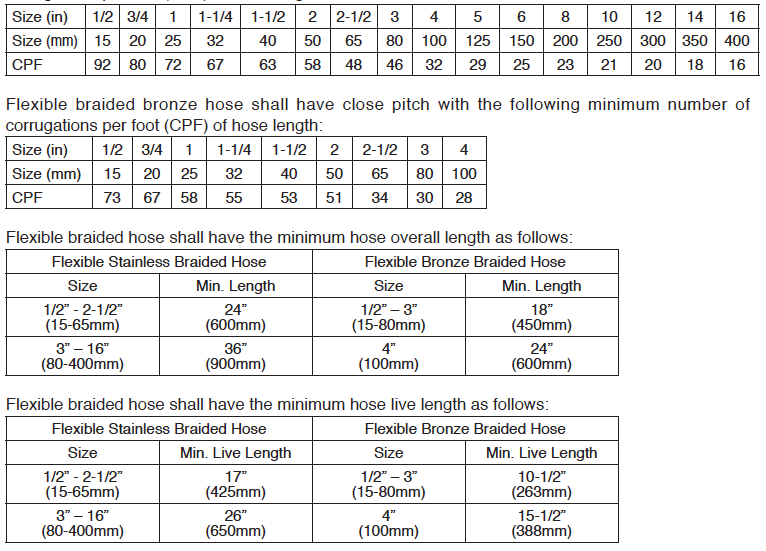 Size (in) 1/2 3/4 1 1-1/4 1-1/2 2 2-1/2 3 4 5 6 8 10 12 14 16
Size (mm) 15 20 25 32 40 50 65 80 100 125 150 200 250 300 350 400
CPF 92 80 72 67 63 58 48 46 32 29 25 23 21 20 18 16
Flexible braided bronze hose shall have close pitch with the following minimum number of
corrugations per foot (CPF) of hose length:
Size (in) 1/2 3/4 1 1-1/4 1-1/2 2 2-1/2 3 4
Size (mm) 15 20 25 32 40 50 65 80 100
CPF 73 67 58 55 53 51 34 30 28
Flexible braided hose shall have the minimum hose overall length as follows:
Flexible Stainless Braided Hose Flexible Bronze Braided Hose
Size Min. Length Size Min. Length
1/2” - 2-1/2” 24” 1/2” – 3” 18”
(15-65mm) (600mm) (15-80mm) (450mm)
3” – 16” 36” 4” 24”
(80-400mm) (900mm) (100mm) (600mm)
Flexible braided hose shall have the minimum hose live length as follows:
Flexible Stainless Braided Hose Flexible Bronze Braided Hose
Size Min. Live Length Size Min. Live Length
1/2” - 2-1/2” 17” 1/2” – 3” 10-1/2”
(15-65mm) (425mm) (15-80mm) (263mm)
3” – 16” 26” 4” 15-1/2”
(80-400mm) (650mm) (100mm) (388mm)